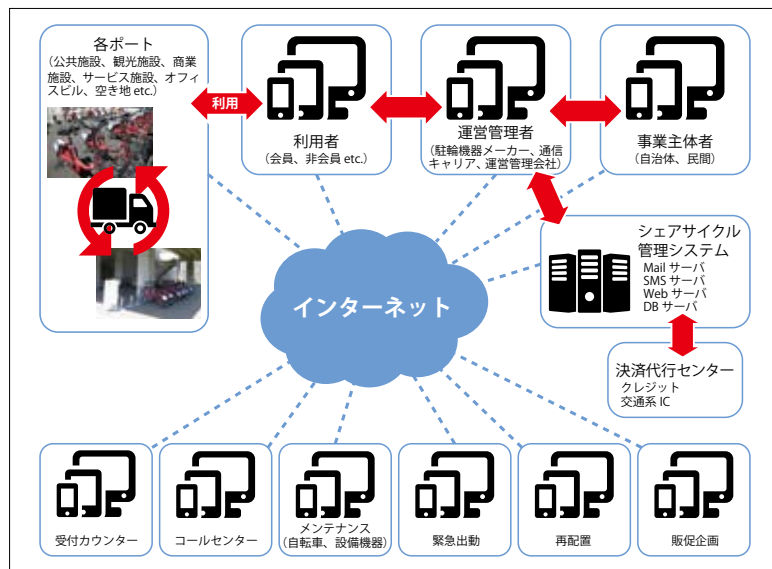 各ポート
(公共施設、観光施設、商業
施設、サービス施設、オフィ
スビル、空き地 etc.)
利用
利用者
(会員、非会員 etc.)
運営管理者
(駐輪機器メーカー、通信
キャリア、運営管理会社)
事業主体者
(自治体、民間)
シェアサイクル
管理システム
Mail サーバ
SMS サーバ
Web サーバ
DB サーバ
インターネット
決済代行センター
クレジット
交通系 IC
受付カウンター
コールセンター
メンテナンス
(自転車、設備機器)
緊急出動
再配置
販促企画